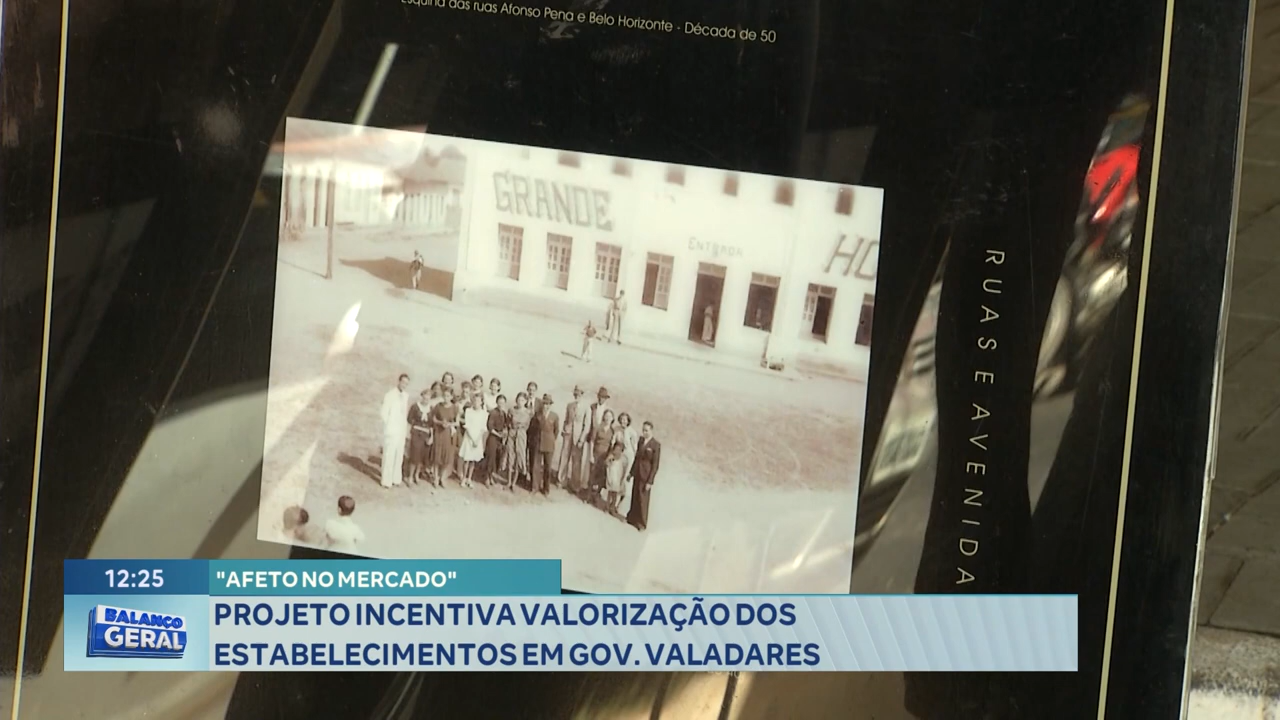 Esquina das ruas Afonso Pena e Belo Horizonte - Década de 50
GRANDE
ENTRADA
HO
RUAS E AVENIDA
12:25
"AFETO NO MERCADO"
BALANÇO
GERAL
PROJETO INCENTIVA VALORIZAÇÃO DOS
ESTABELECIMENTOS EM GOV. VALADARES